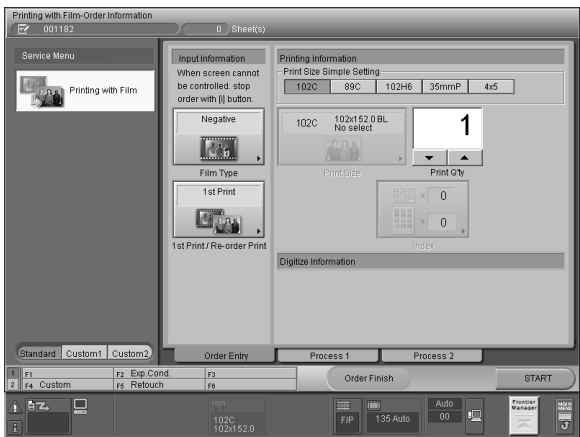 Printing with Film-Order Information
001182
0 Sheet(s)
Service Menu
Printing with Film
Standard
Custom1
Custom2
Input Information
When screen cannot
be controlled. stop
order with [i] button.
Negative
Film Type
1st Print
1st Print / Re-order Print
Printing Information
Print Size Simple Setting
102C
89C
102H6
35mmP
4x5
102C
102x152.0 BL
No select
Print Size
1
Print Q'ty
× 0
× 0
Index
Digitize Information
Order Entry
Process 1
Process 2
1 F1
F2 Exp.Cond.
F3
2 F4 Custom
F5 Retouch
F6
Order Finish
START
102C
102x152.0
F/P
135 Auto
Auto
00
Frontier
Manager
MAIN
MENU